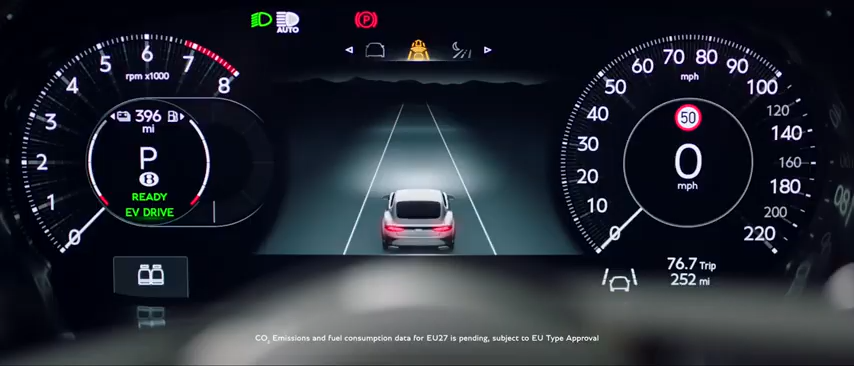 AUTO
P
rpm x1000
0
1
2
3
4
5
6
7
8
396
mi
P
B
READY
EV DRIVE
mph
0
10
20
30
40
50
60
70
80
90
100
120
140
160
180
200
220
50
0
mph
76.7 Trip
252 mi
CO₂ Emissions and fuel consumption data for EU27 is pending, subject to EU Type Approval